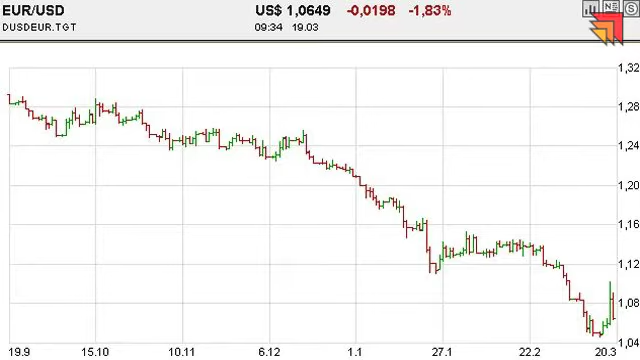 EUR/USD US$ 1,0649 -0,0198 -1,83%
DUSDEUR.TGT 09:34 19.03
1,32
1,28
1,24
1,20
1,16
1,12
1,08
1,04
19.9 15.10 10.11 6.12 1.1 27.1 22.2 20.3